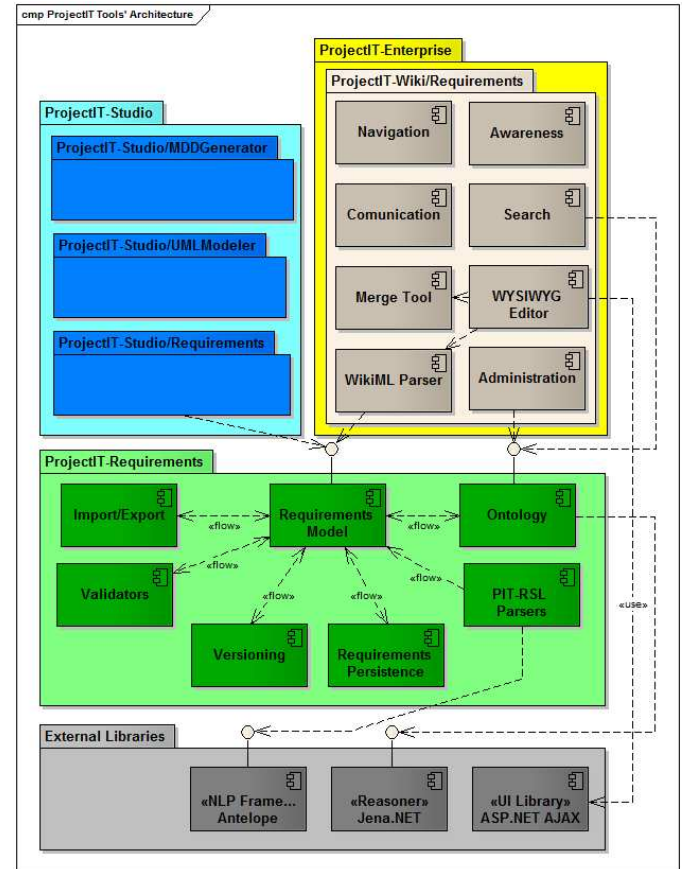 cmp ProjectIT Tools' Architecture
ProjectIT-Enterprise
ProjectIT-Wiki/Requirements
Navigation
Awareness
Comunication
Search
Merge Tool
WYSIWYG
Editor
WikiML Parser
Administration
ProjectIT-Studio
ProjectIT-Studio/MDDGenerator
ProjectIT-Studio/UMLModeler
ProjectIT-Studio/Requirements
ProjectIT-Requirements
Import/Export
«flow»
Requirements
Model
«flow»
Ontology
Validators
«flow»
«flow»
«flow»
«flow»
PIT-RSL
Parsers
Versioning
Requirements
Persistence
«use»
External Libraries
«NLP Frame...
Antelope
«Reasoner»
Jena.NET
«UI Library»
ASP.NET AJAX